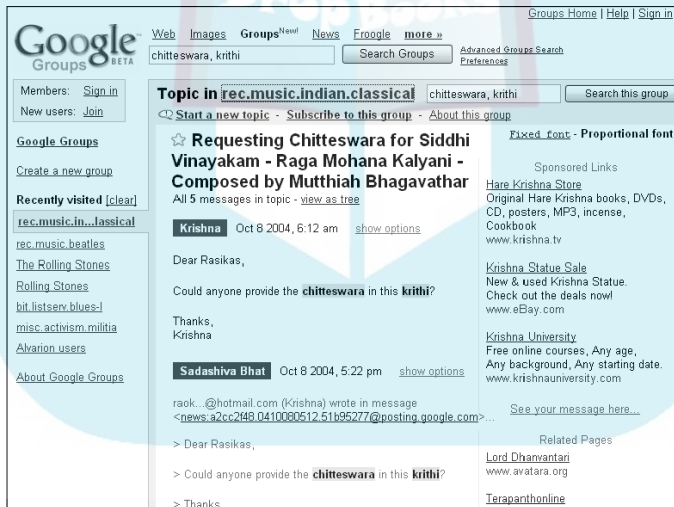 Groups Home | Help | Sign in
Google Groups BETA
Web Images Groups New! News Froogle more »
chitteswara, krithi Search Groups Advanced Groups Search
Preferences
Members: Sign in
New users: Join
Google Groups
Create a new group
Recently visited [clear]
rec.music.in...lassical
rec.music.beatles
The Rolling Stones
Rolling Stones
bit.listserv.blues-l
misc.activism.militia
Alvarion users
About Google Groups
Topic in rec.music.indian.classical chitteswara, krithi Search this group
Start a new topic - Subscribe to this group - About this group
Requesting Chitteswara for Siddhi
Vinayakam - Raga Mohana Kalyani -
Composed by Mutthiah Bhagavathar
All 5 messages in topic - view as tree
Krishna Oct 8 2004, 6:12 am show options
Dear Rasikas,
Could anyone provide the chitteswara in this krithi?
Thanks,
Krishna
Sadashiva Bhat Oct 8 2004, 5:22 pm show options
raok...@hotmail.com (Krishna) wrote in message
<news:a2cc2f48.0410080512.51b95277@posting.google.com>...
> Dear Rasikas,
> Could anyone provide the chitteswara in this krithi?
> Thanks
Fixed font - Proportional font
Sponsored Links
Hare Krishna Store
Original Hare Krishna books, DVDs,
CD, posters, MP3, incense,
Cookbook
www.krishna.tv
Krishna Statue Sale
New & used Krishna Statue.
Check out the deals now!
www.eBay.com
Krishna University
Free online courses, Any age,
Any background, Any starting date.
www.krishnauniversity.com
See your message here...
Related Pages
Lord Dhanvantari
www.avatara.org
Terapanthonline